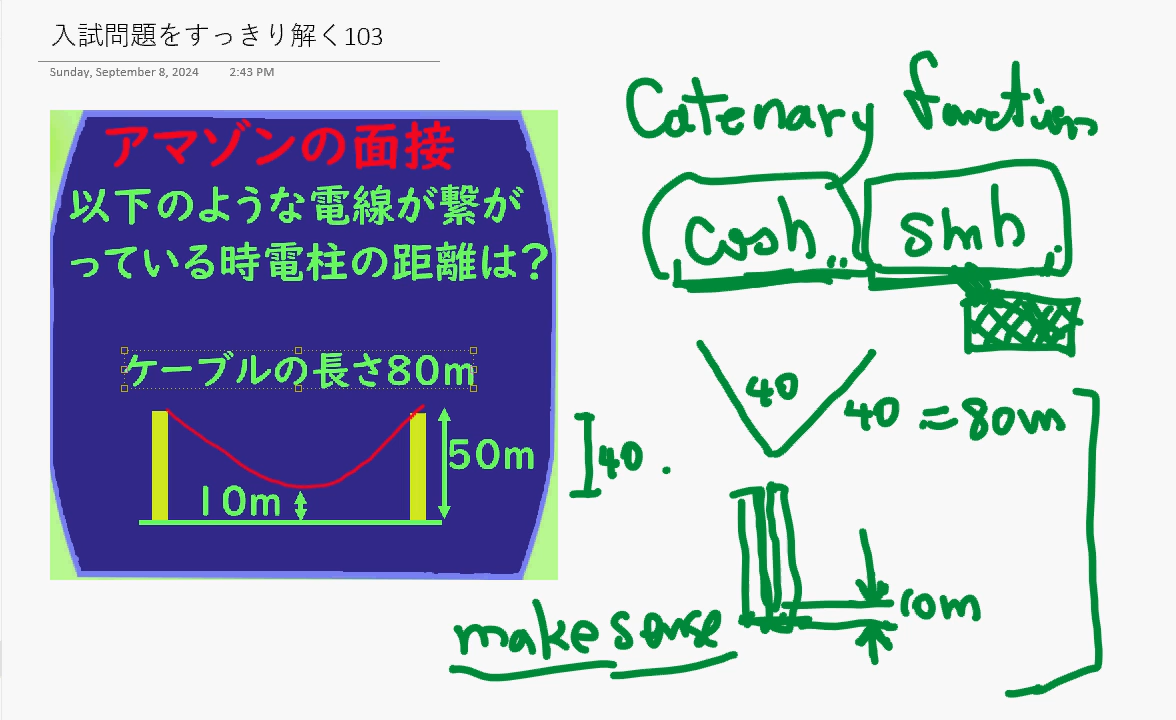 入試問題をすっきり解く103
Sunday, September 8, 2024 2:43 PM
アマゾンの面接
以下のような電線が繋が
っている時電柱の距離は？
ケーブルの長さ80m
50m
10m
Catenary function
cosh
sinh
40
40 = 80m
40.
10m
make sense